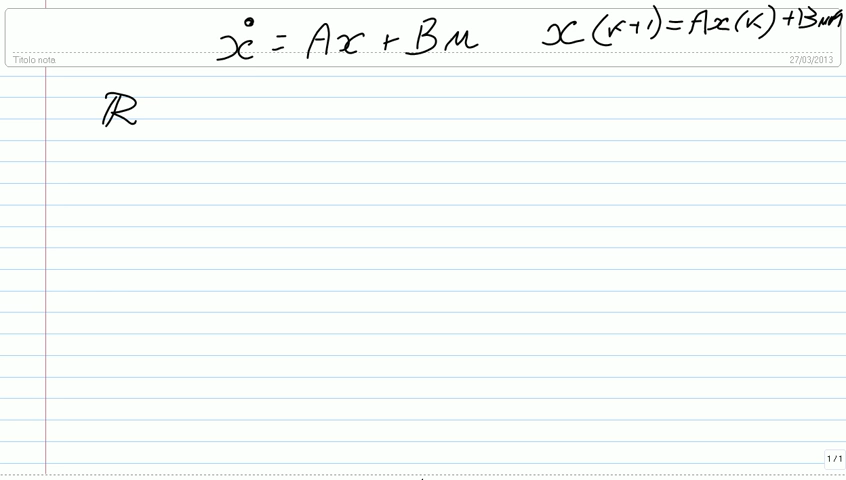 ẋ = Ax + Bu x(k+1) = Ax(k) + Bu
Titolo nota 27/03/2013
ℝ
1 / 1